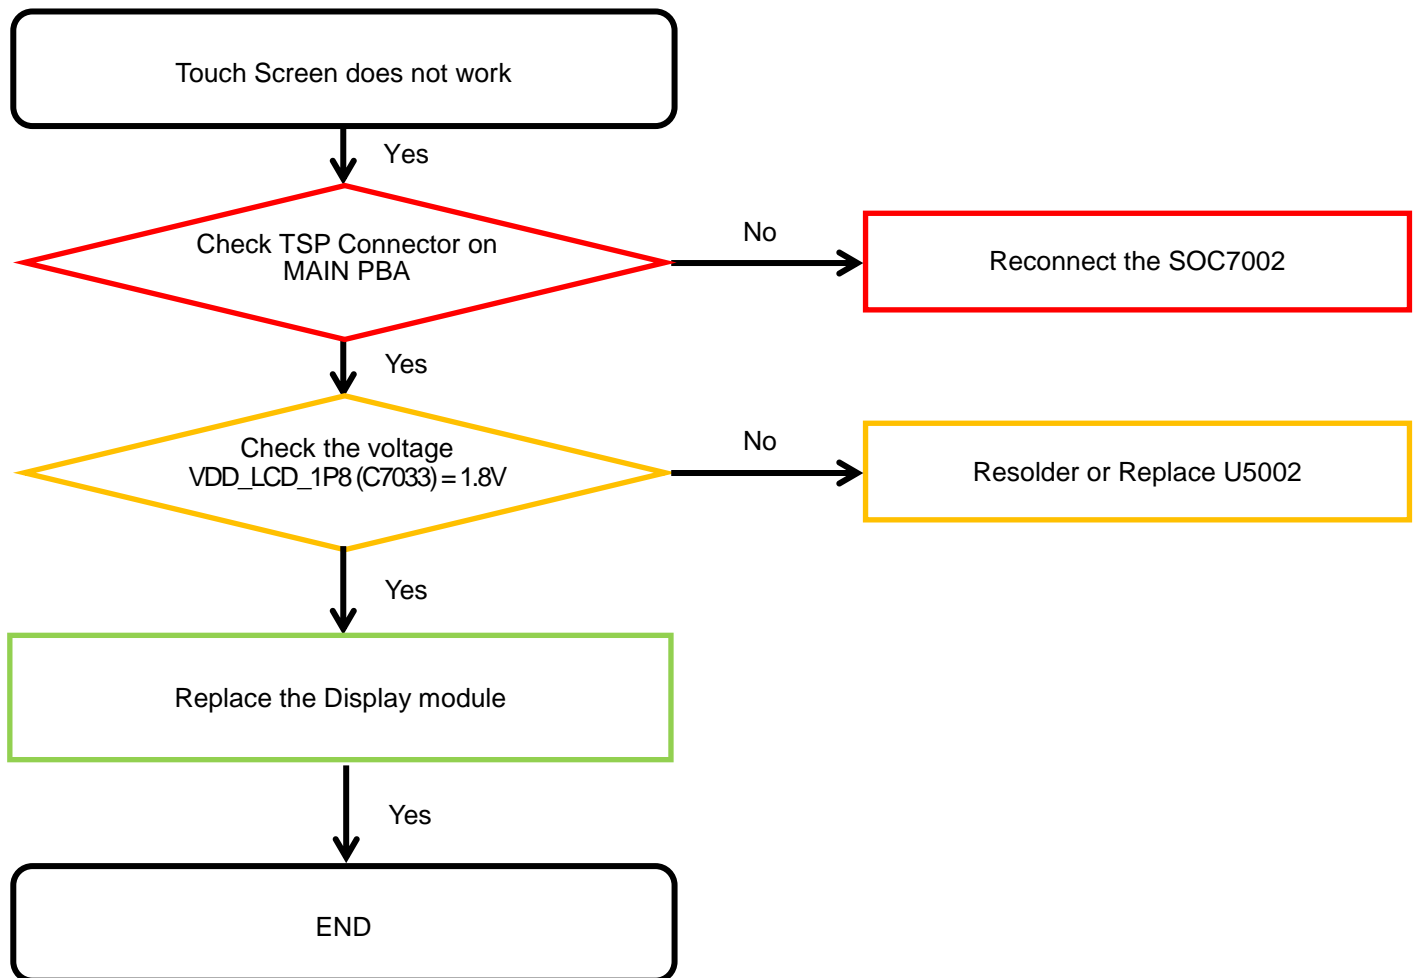 Touch Screen does not work
Yes
Check TSP Connector on
MAIN PBA
No
Reconnect the SOC7002
Yes
Check the voltage
VDD_LCD_1P8 (C7033) = 1.8V
No
Resolder or Replace U5002
Yes
Replace the Display module
Yes
END